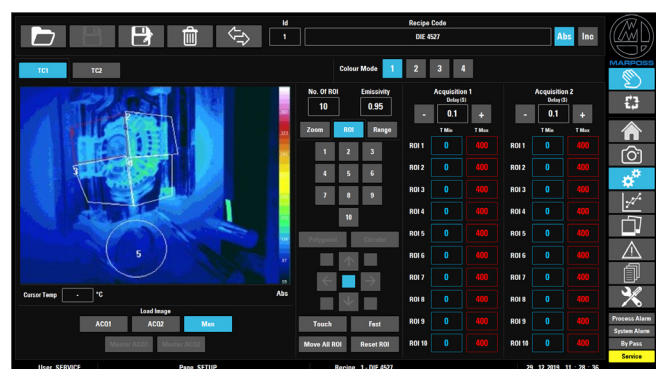 Id
Recipe Code
1
DIE 4527
Abs
Inc
MARPOSS
TC1
TC2
Colour Mode
1
2
3
4
No. Of ROI
Emissivity
10
0.95
Zoom
ROI
Range
1
2
3
4
5
6
7
8
9
10
Polygonal
Circular
Touch
Fast
Move All ROI
Reset ROI
Acquisition 1
Delay (S)
-
0.1
+
T Min
T Max
ROI 1
0
400
ROI 2
0
400
ROI 3
0
400
ROI 4
0
400
ROI 5
0
400
ROI 6
0
400
ROI 7
0
400
ROI 8
0
400
ROI 9
0
400
ROI 10
0
400
Acquisition 2
Delay (S)
-
0.1
+
T Min
T Max
ROI 1
0
400
ROI 2
0
400
ROI 3
0
400
ROI 4
0
400
ROI 5
0
400
ROI 6
0
400
ROI 7
0
400
ROI 8
0
400
ROI 9
0
400
ROI 10
0
400
5
Cursor Temp
-
°C
Abs
Load Image
ACQ1
ACQ2
Man
Master ACQ1
Master ACQ2
Process Alarm
System Alarm
By Pass
Service
User SERVICE
Page SETUP
Recipe 1 - DIE 4527
29 12 2019 11 : 28 : 36